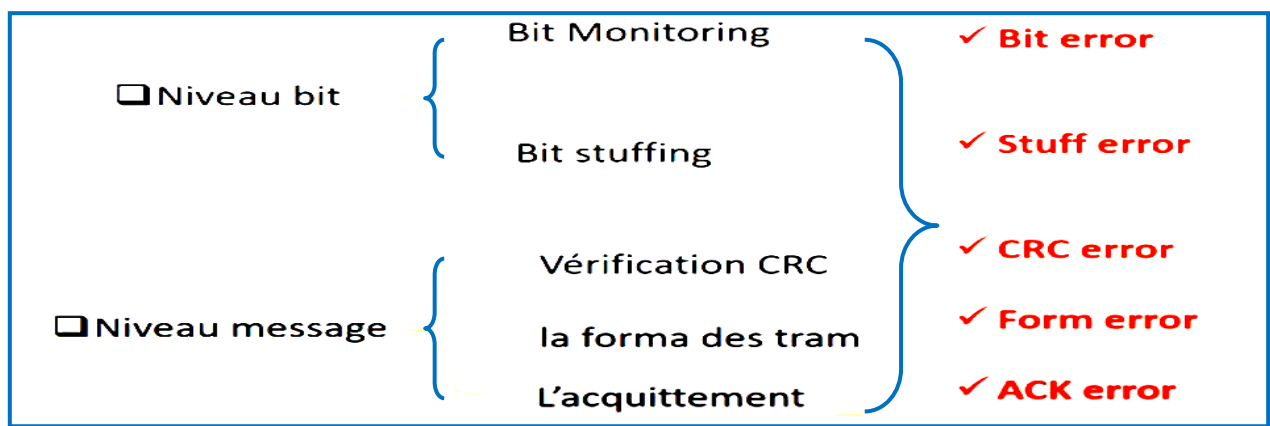 Bit Monitoring
✓ Bit error
❑ Niveau bit
Bit stuffing
✓ Stuff error
Vérification CRC
✓ CRC error
❑ Niveau message
la forma des tram
✓ Form error
L'acquittement
✓ ACK error